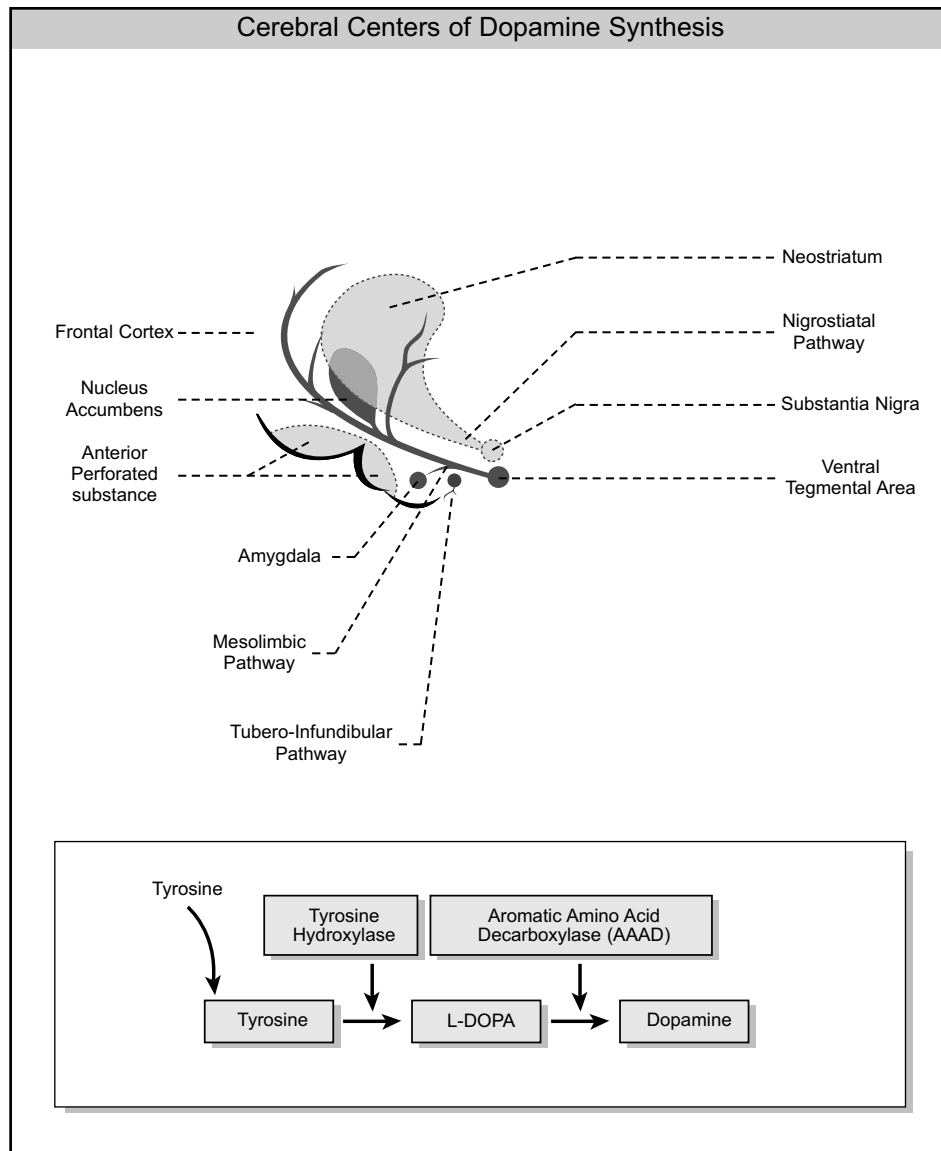 Cerebral Centers of Dopamine Synthesis
Neostriatum
Frontal Cortex
Nigrostiatal
Pathway
Nucleus
Accumbens
Substantia Nigra
Anterior
Perforated
substance
Ventral
Tegmental Area
Amygdala
Mesolimbic
Pathway
Tubero-Infundibular
Pathway
Tyrosine
Tyrosine
Hydroxylase
Aromatic Amino Acid
Decarboxylase (AAAD)
Tyrosine
L-DOPA
Dopamine